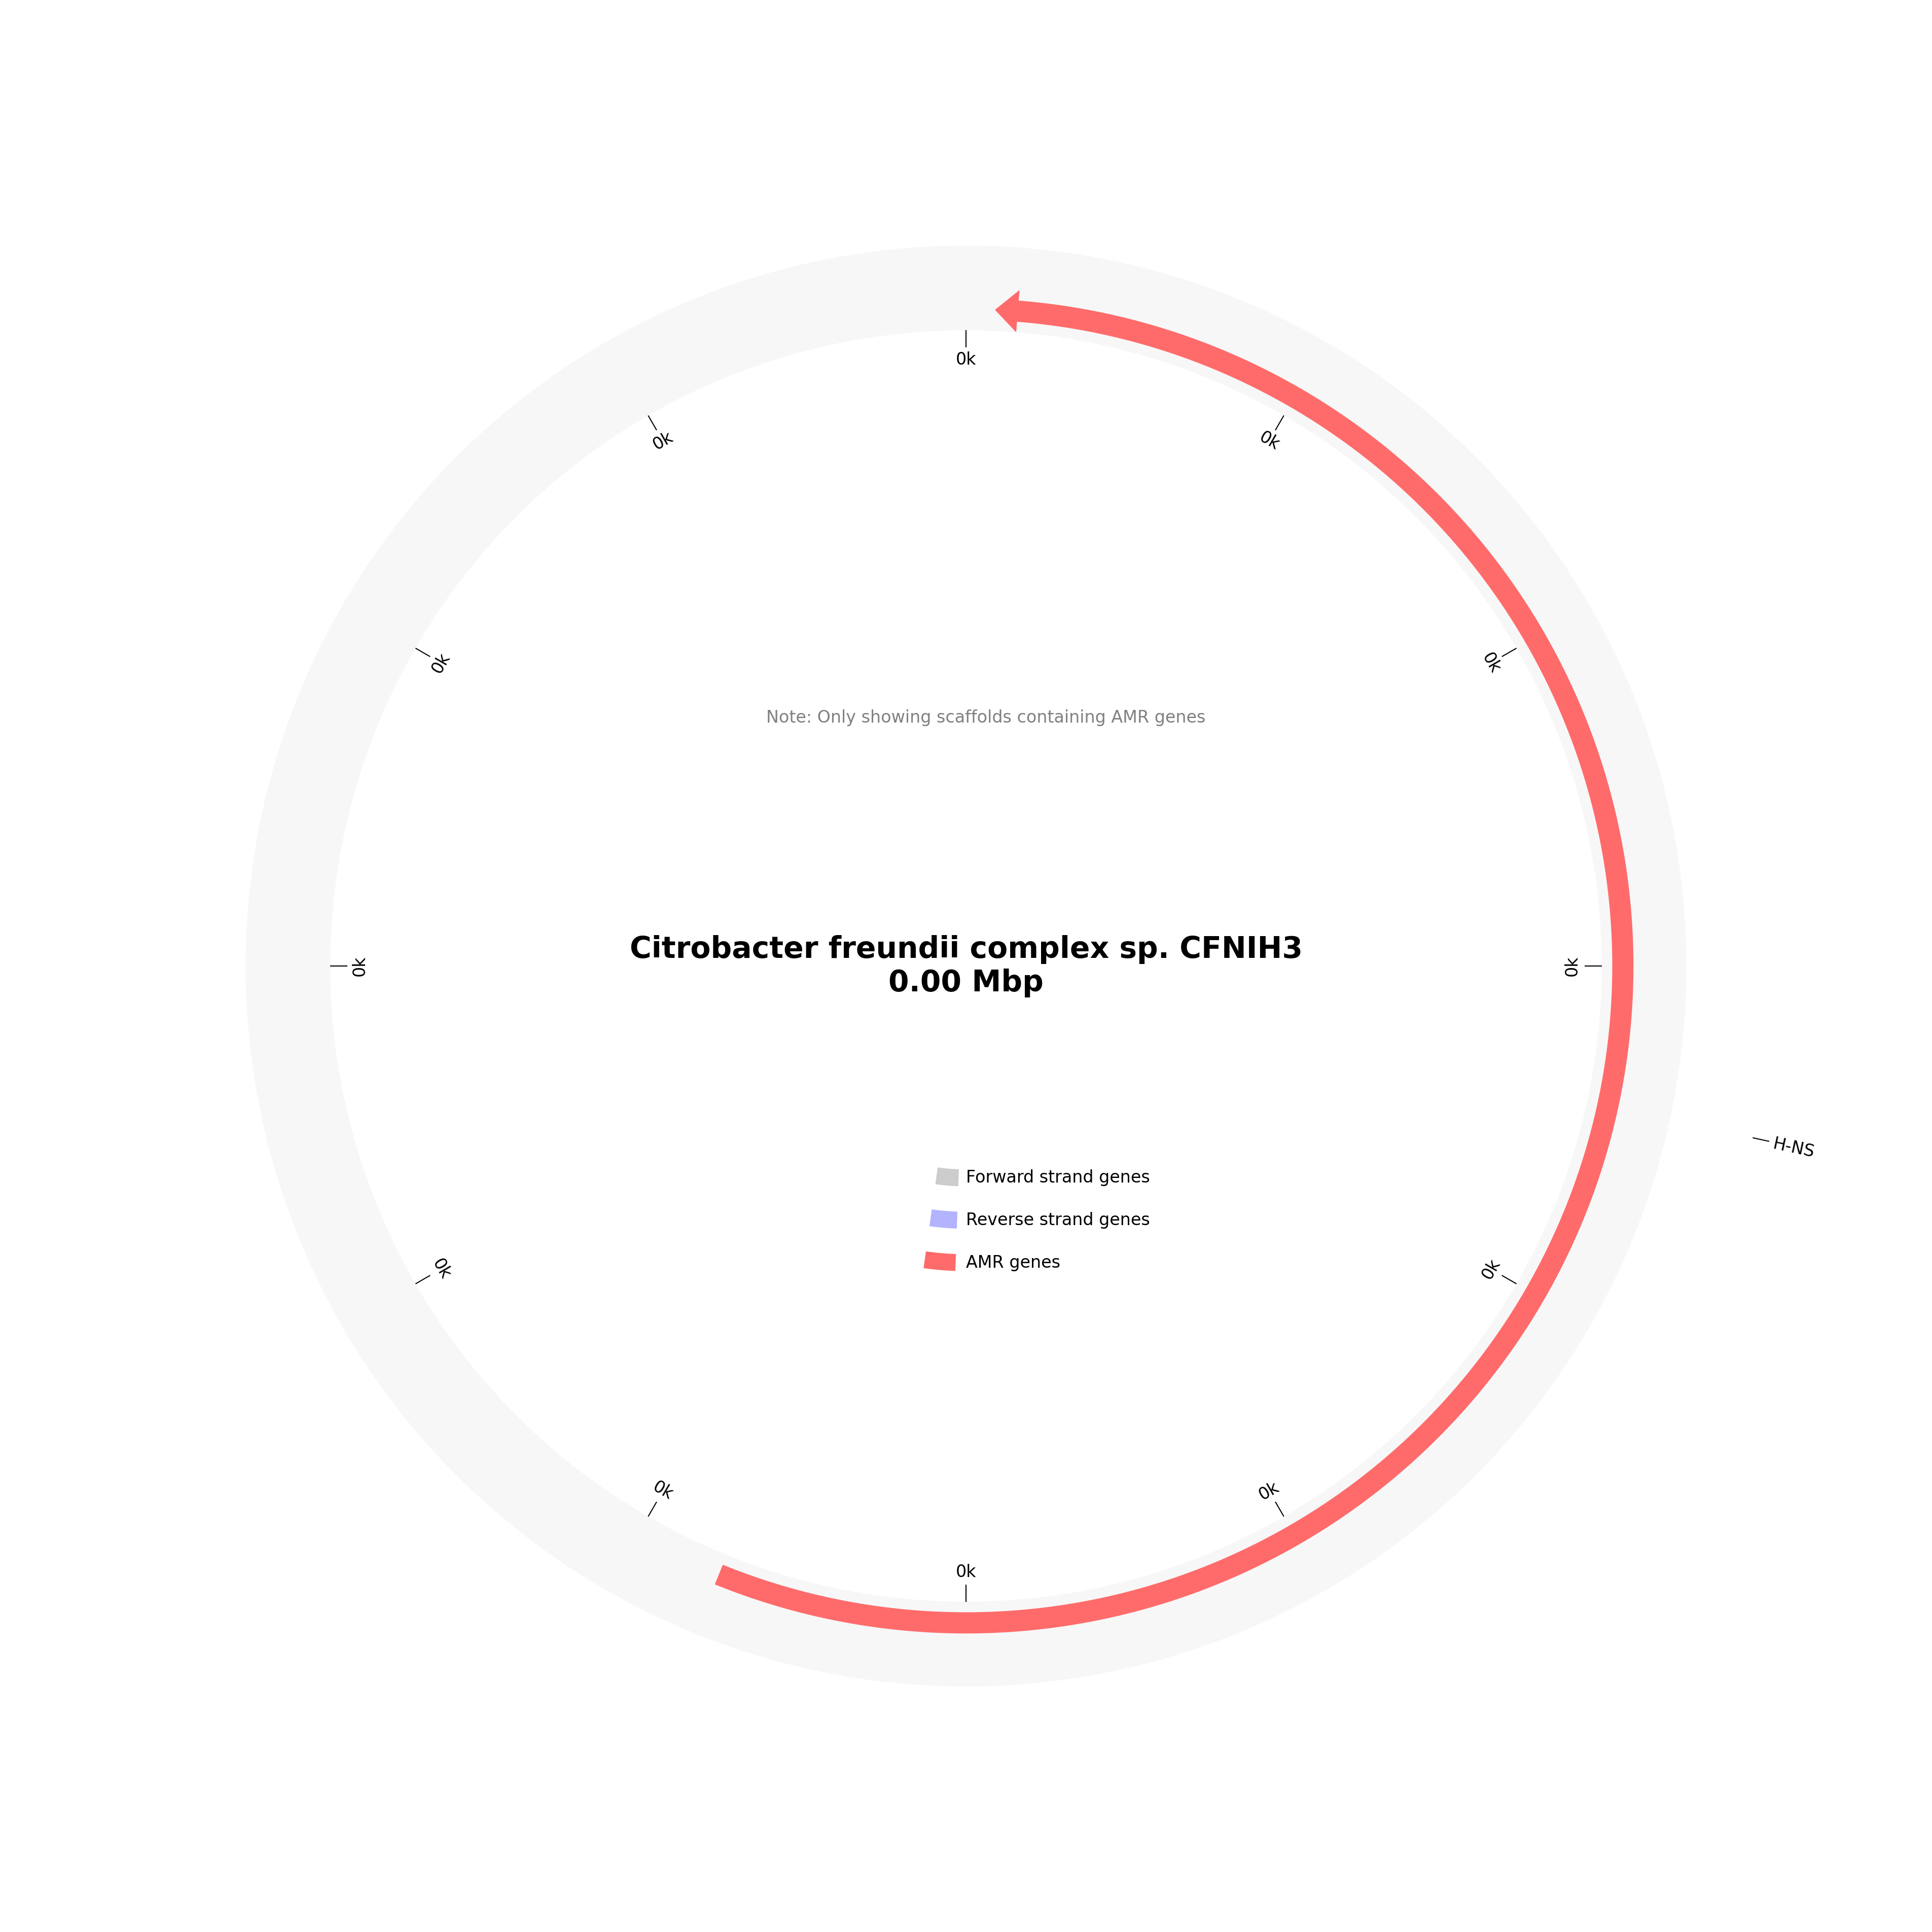 0k
0k
0k
0k
0k
0k
0k
0k
0k
0k
0k
0k
Note: Only showing scaffolds containing AMR genes
Citrobacter freundii complex sp. CFNIH3
0.00 Mbp
H-NS
Forward strand genes
Reverse strand genes
AMR genes